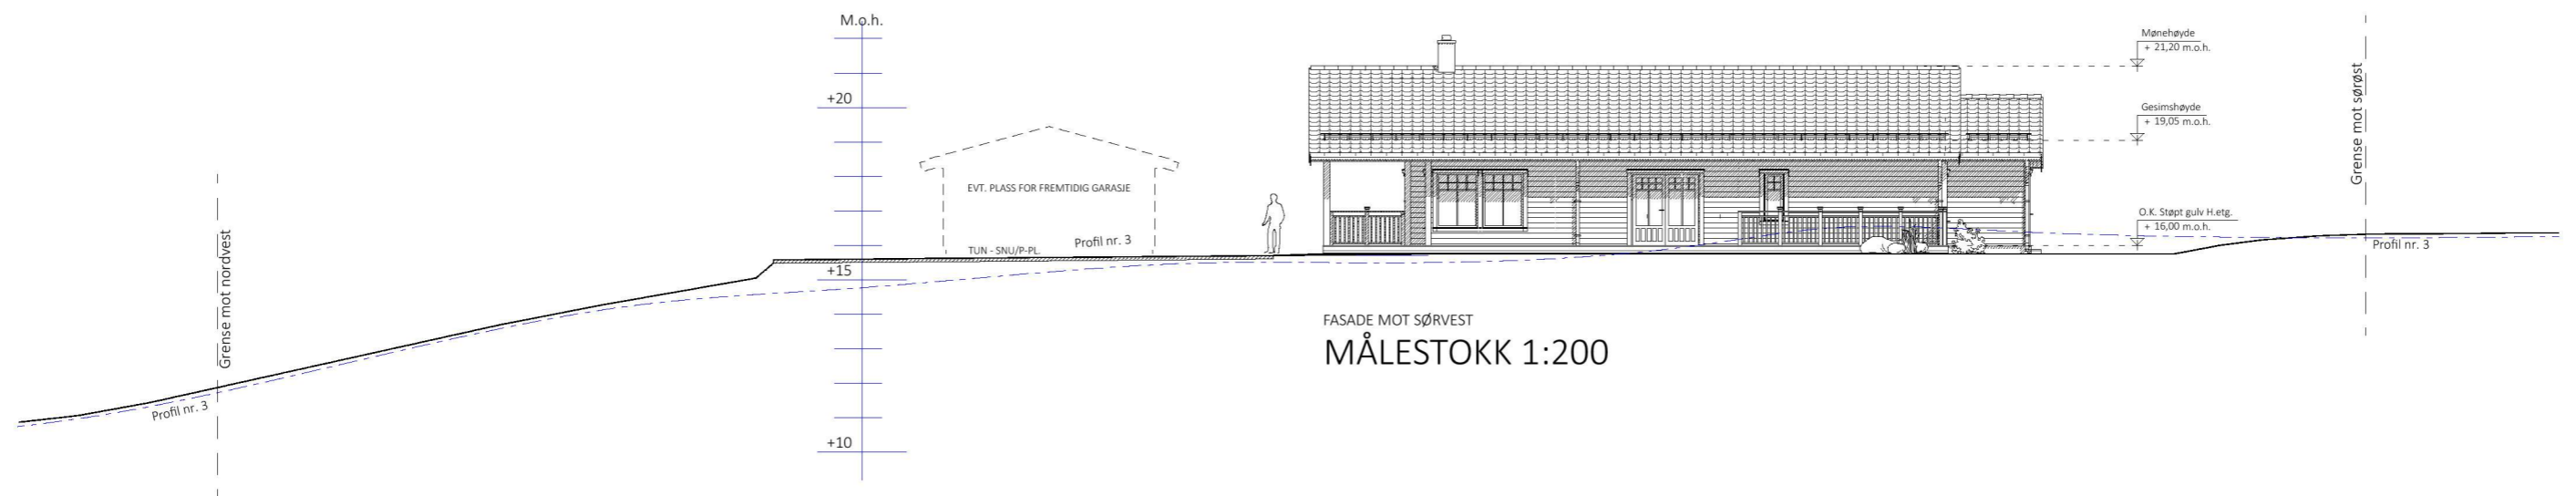 M.o.h.
+20
+15
+10
Grense mot nordvest
Profil nr. 3
EVT. PLASS FOR FREMTIDIG GARASJE
TUN - SNU/P-PL.
Profil nr. 3
Mønehøyde
+ 21,20 m.o.h.
Gesimshøyde
+ 19,05 m.o.h.
O.K. Støpt gulv H.etg.
+ 16,00 m.o.h.
Grense mot sørøst
Profil nr. 3
FASADE MOT SØRVEST
MÅLESTOKK 1:200